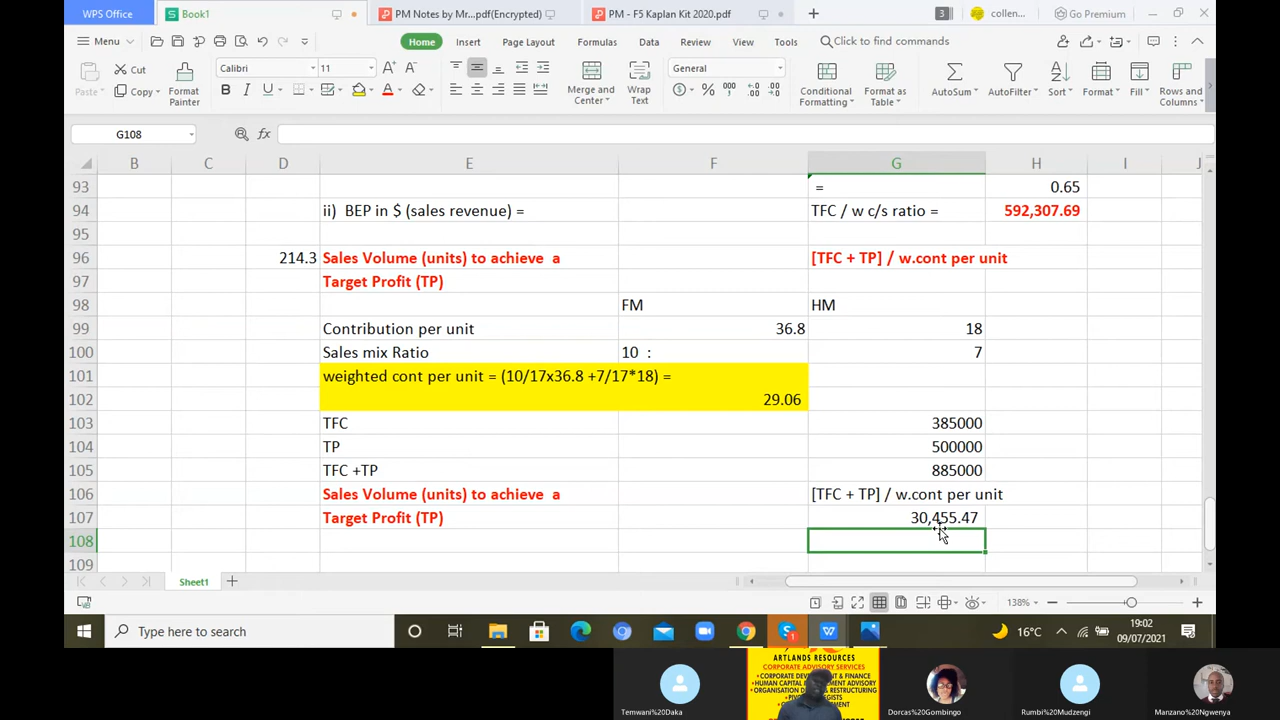 WPS Office
Book1
PM Notes by Mr...pdf(Encrypted)
PM - F5 Kaplan Kit 2020.pdf
3
collen...
Go Premium
Menu
Home
Insert
Page Layout
Formulas
Data
Review
View
Tools
Click to find commands
Paste
Cut
Copy
Format Painter
Calibri
11
General
Merge and Center
Wrap Text
Conditional Formatting
Format as Table
AutoSum
AutoFilter
Sort
Format
Fill
Rows and Columns
G108
fx
B C D E F G H I J
93 = 0.65
94 ii) BEP in $ (sales revenue) = TFC / w c/s ratio = 592,307.69
95
96 214.3 Sales Volume (units) to achieve a [TFC + TP] / w.cont per unit
97 Target Profit (TP)
98 FM HM
99 Contribution per unit 36.8 18
100 Sales mix Ratio 10 : 7
101 weighted cont per unit = (10/17x36.8 +7/17*18) =
102 29.06
103 TFC 385000
104 TP 500000
105 TFC +TP 885000
106 Sales Volume (units) to achieve a [TFC + TP] / w.cont per unit
107 Target Profit (TP) 30,455.47
108
109
Sheet1
138%
Type here to search
16°C
19:02
09/07/2021
ARTLANDS RESOURCES
CORPORATE ADVISORY SERVICES
Temwani%20Daka
Dorcas%20Gombingo
Rumbi%20Mudzengi
Manzano%20Ngwenya